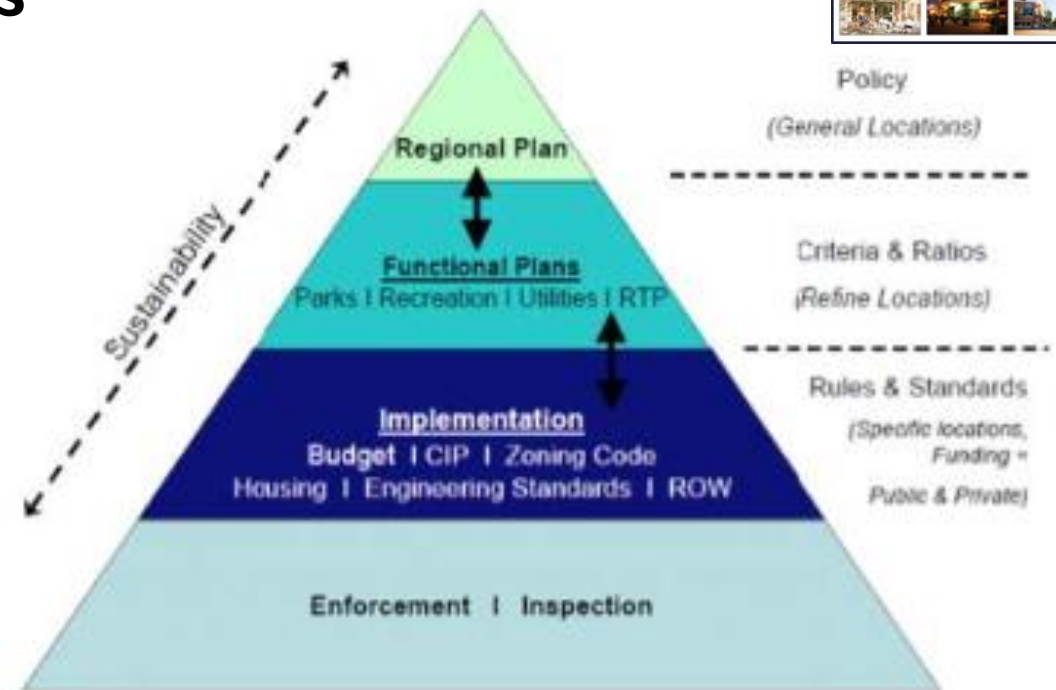 s
Policy
(General Locations)
Regional Plan
Sustainability
Criteria & Ratios
(Refine Locations)
Functional Plans
Parks I Recreation I Utilities I RTP
Rules & Standards
(Specific locations,
Funding =
Public & Private)
Implementation
Budget I CIP I Zoning Code
Housing I Engineering Standards I ROW
Enforcement I Inspection